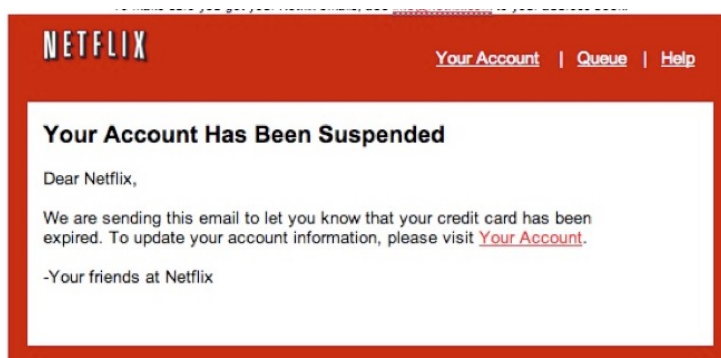 NETFLIX
Your Account | Queue | Help
Your Account Has Been Suspended
Dear Netflix,
We are sending this email to let you know that your credit card has been
expired. To update your account information, please visit Your Account.
-Your friends at Netflix